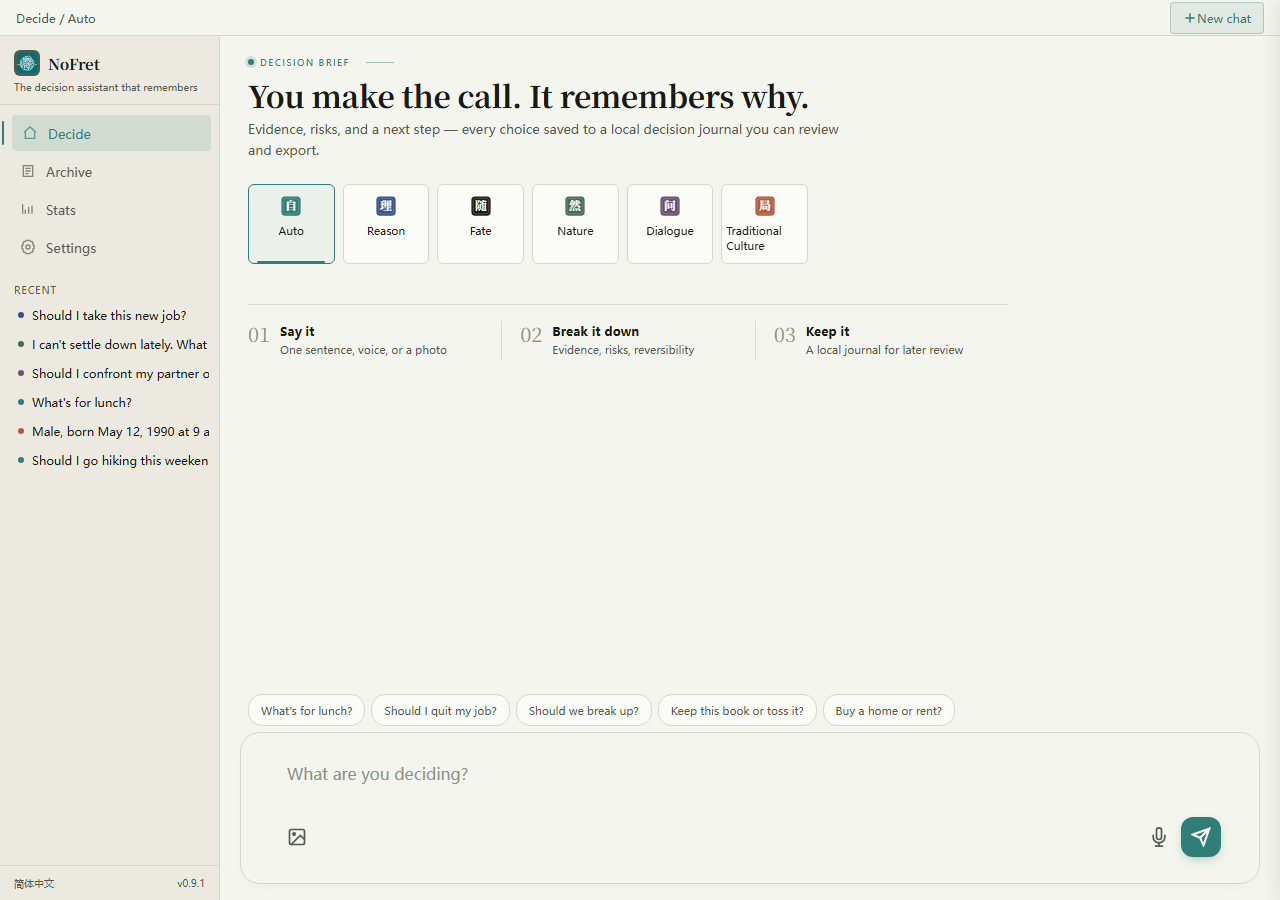 Decide / Auto
New chat
NoFret
The decision assistant that remembers
Decide
Archive
Stats
Settings
RECENT
Should I take this new job?
I can't settle down lately. What
Should I confront my partner o
What's for lunch?
Male, born May 12, 1990 at 9 a
Should I go hiking this weeken
简体中文
v0.9.1
DECISION BRIEF
You make the call. It remembers why.
Evidence, risks, and a next step — every choice saved to a local decision journal you can review
and export.
自
Auto
理
Reason
随
Fate
然
Nature
问
Dialogue
局
Traditional
Culture
01
Say it
One sentence, voice, or a photo
02
Break it down
Evidence, risks, reversibility
03
Keep it
A local journal for later review
What's for lunch?
Should I quit my job?
Should we break up?
Keep this book or toss it?
Buy a home or rent?
What are you deciding?